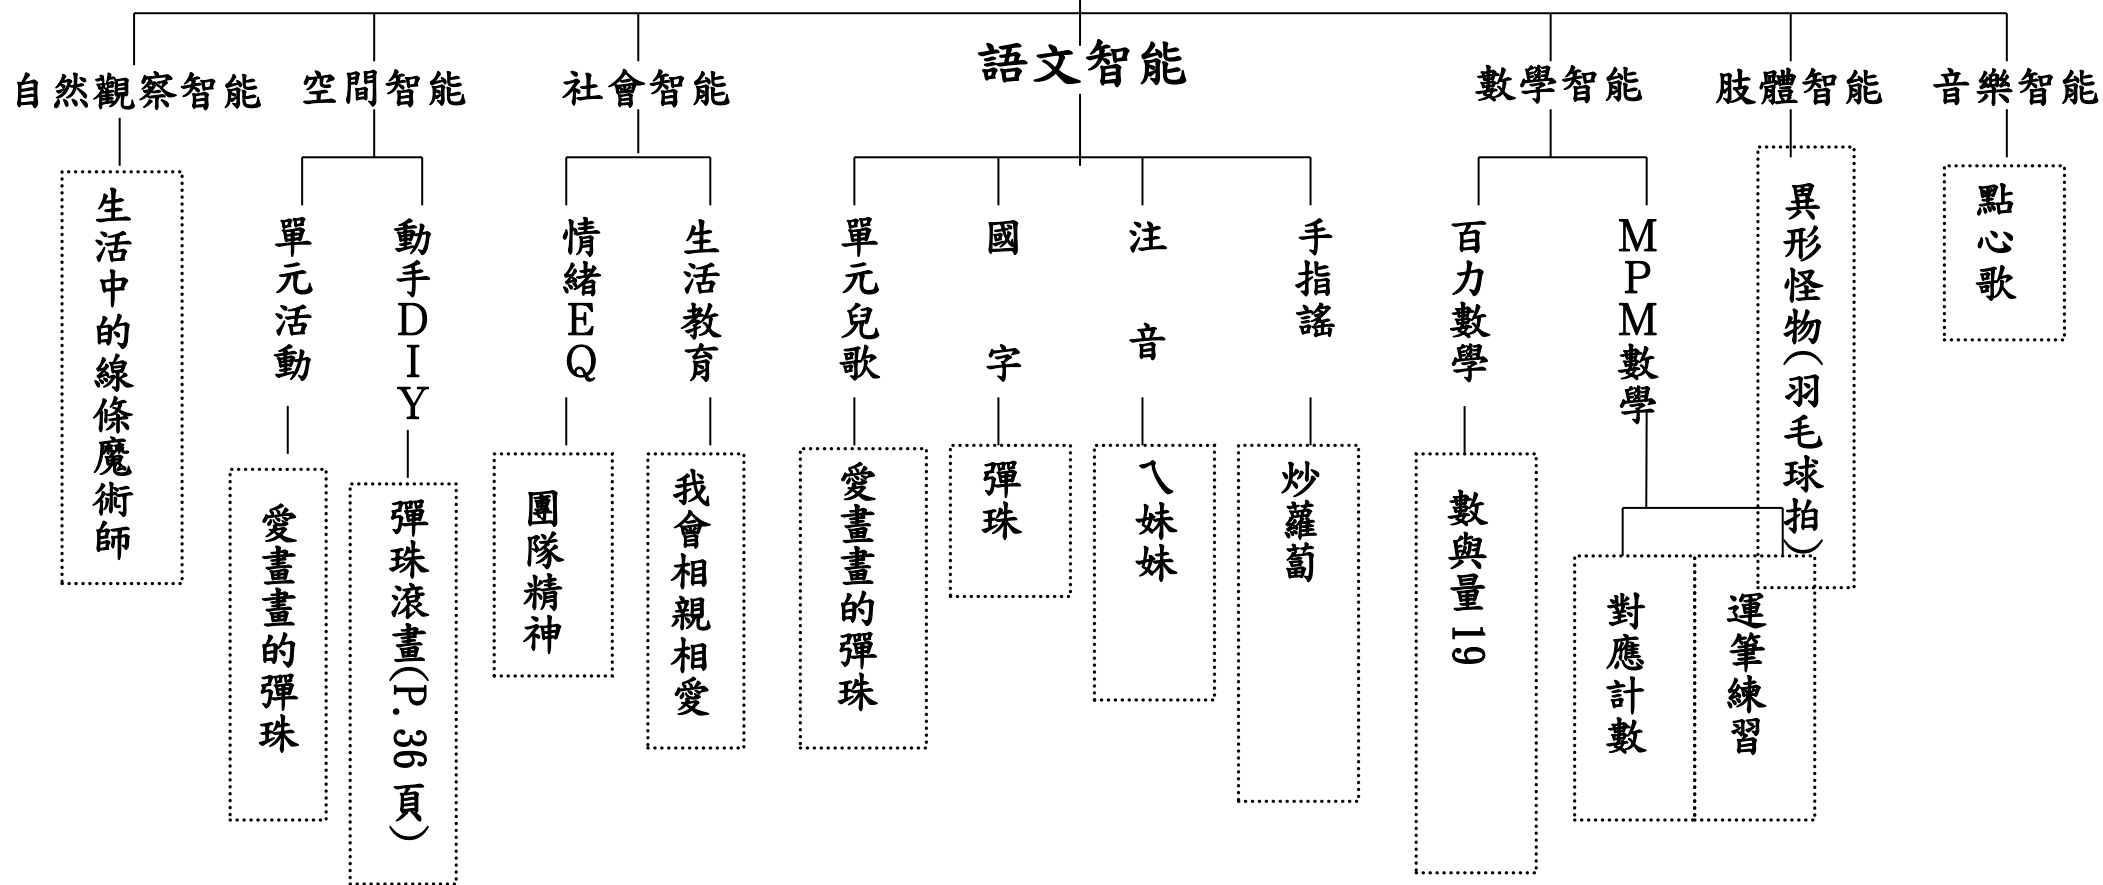 自然觀察智能
空間智能
社會智能
語文智能
數學智能
肢體智能
音樂智能
生活中的線條魔術師
單元活動
愛畫畫的彈珠
動手DIY
彈珠滾畫(P.36頁)
情緒EQ
團隊精神
生活教育
我會相親相愛
單元兒歌
愛畫畫的彈珠
國字
彈珠
注音
ㄟ妹妹
手指謠
炒蘿蔔
百力數學
數與量19
MPM數學
對應計數
運筆練習
異形怪物(羽毛球拍)
點心歌